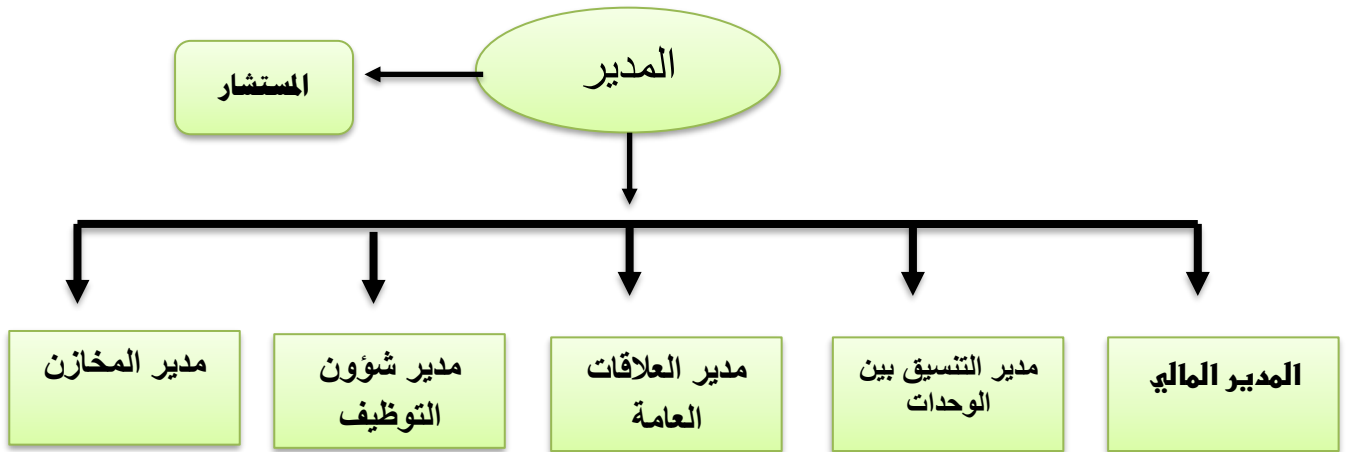 المدير
المستشار
المدير المالي
مدير التنسيق بين
الوحدات
مدير العلاقات
العامة
مدير شؤون
التوظيف
مدير المخازن